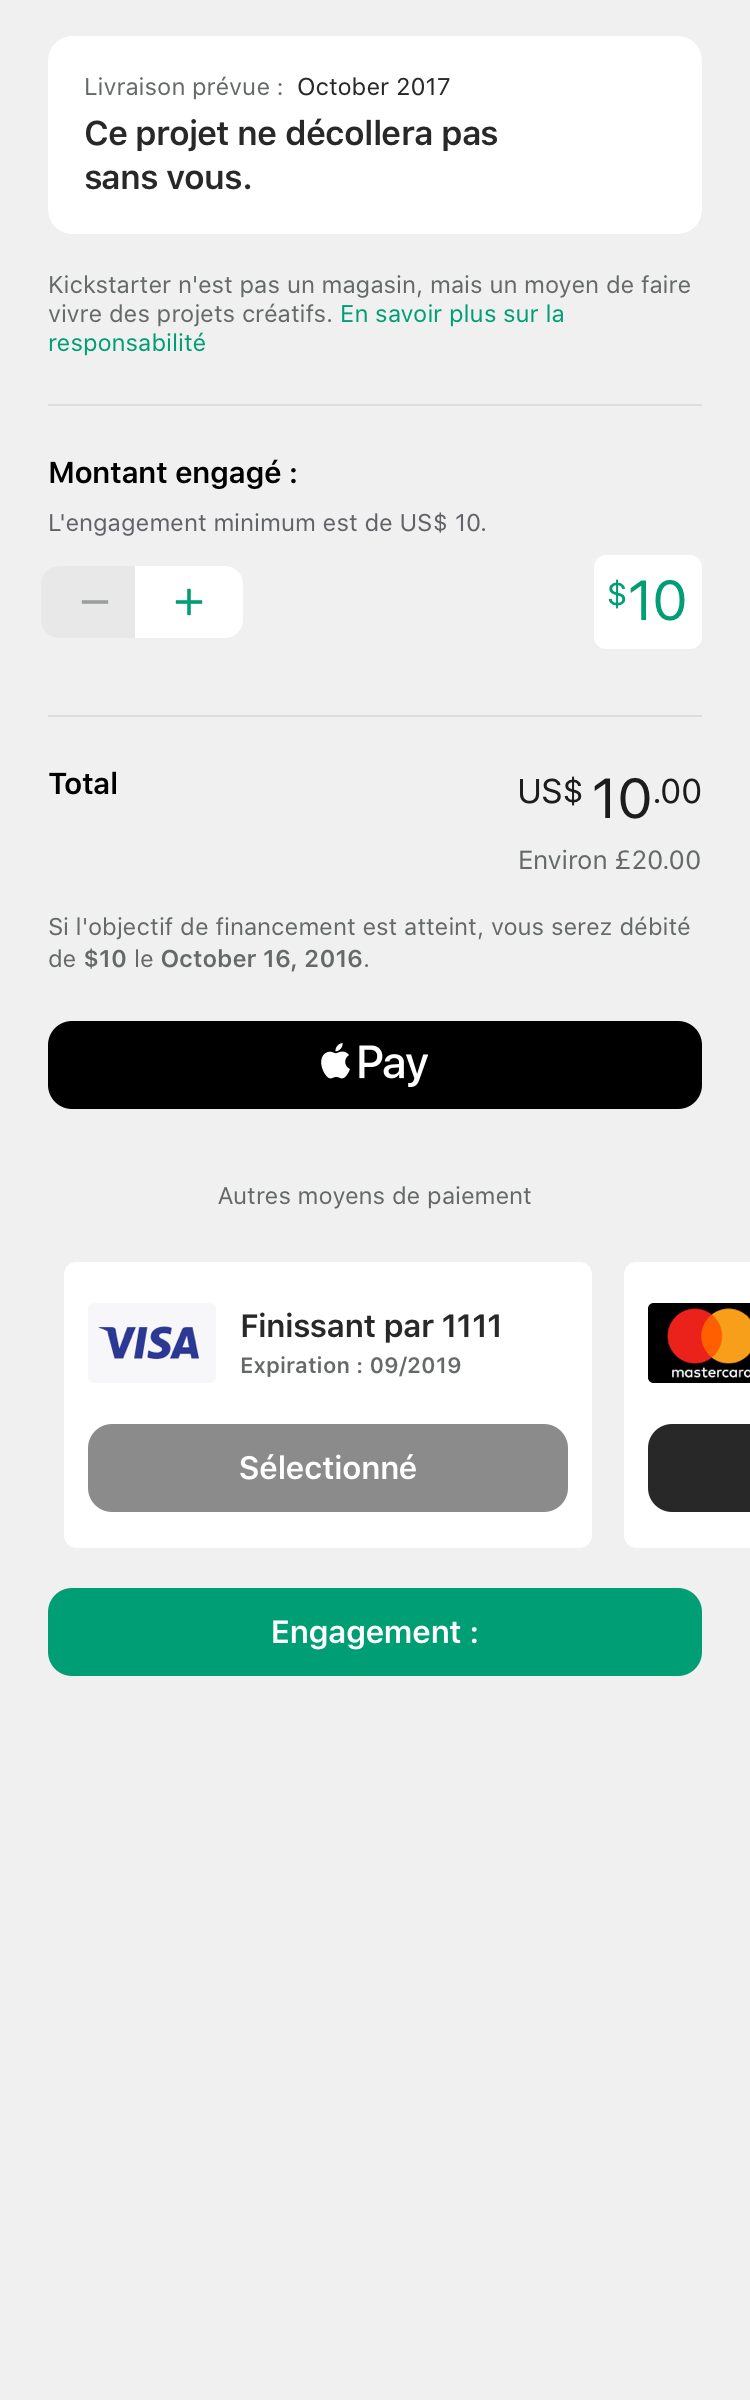 Livraison prévue : October 2017
Ce projet ne décollera pas
sans vous.
Kickstarter n'est pas un magasin, mais un moyen de faire
vivre des projets créatifs. En savoir plus sur la
responsabilité
Montant engagé :
L'engagement minimum est de US$ 10.
− +
$10
Total
US$ 10.00
Environ £20.00
Si l'objectif de financement est atteint, vous serez débité
de $10 le October 16, 2016.
Pay
Autres moyens de paiement
VISA
Finissant par 1111
Expiration : 09/2019
Sélectionné
mastercard
Engagement :